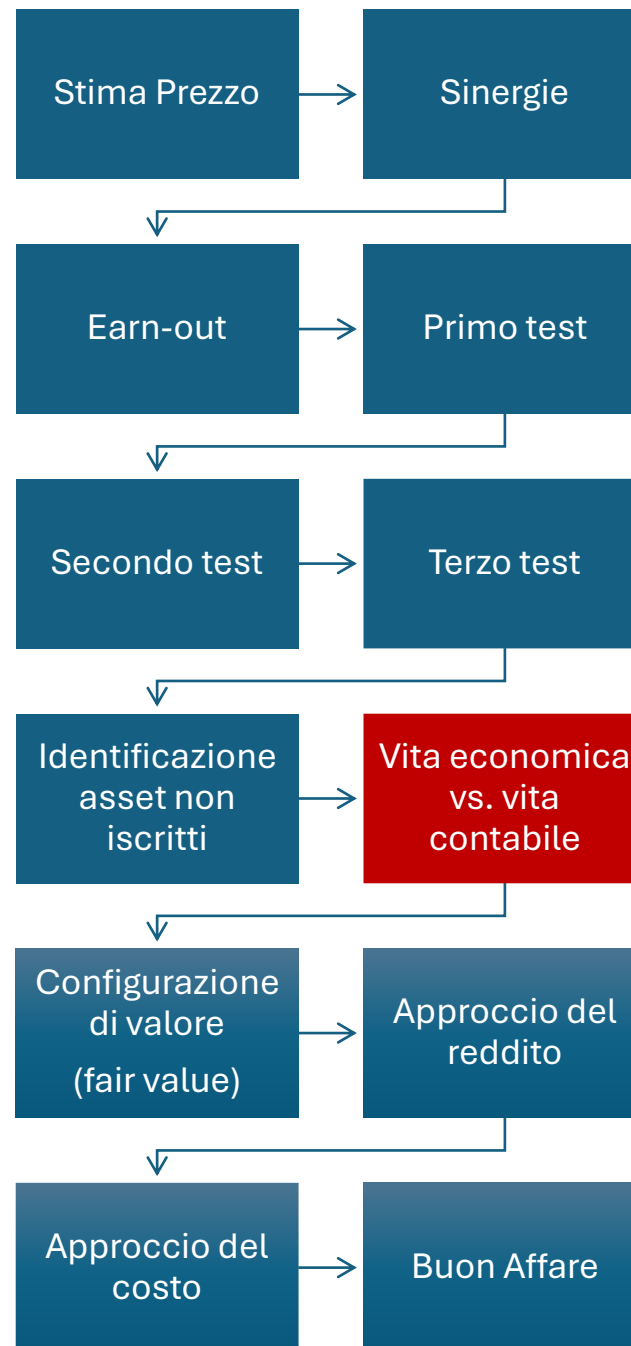 Stima Prezzo
Sinergie
Earn-out
Primo test
Secondo test
Terzo test
Identificazione
asset non
iscritti
Vita economica
vs. vita
contabile
Configurazione
di valore
(fair value)
Approccio del
reddito
Approccio del
costo
Buon Affare